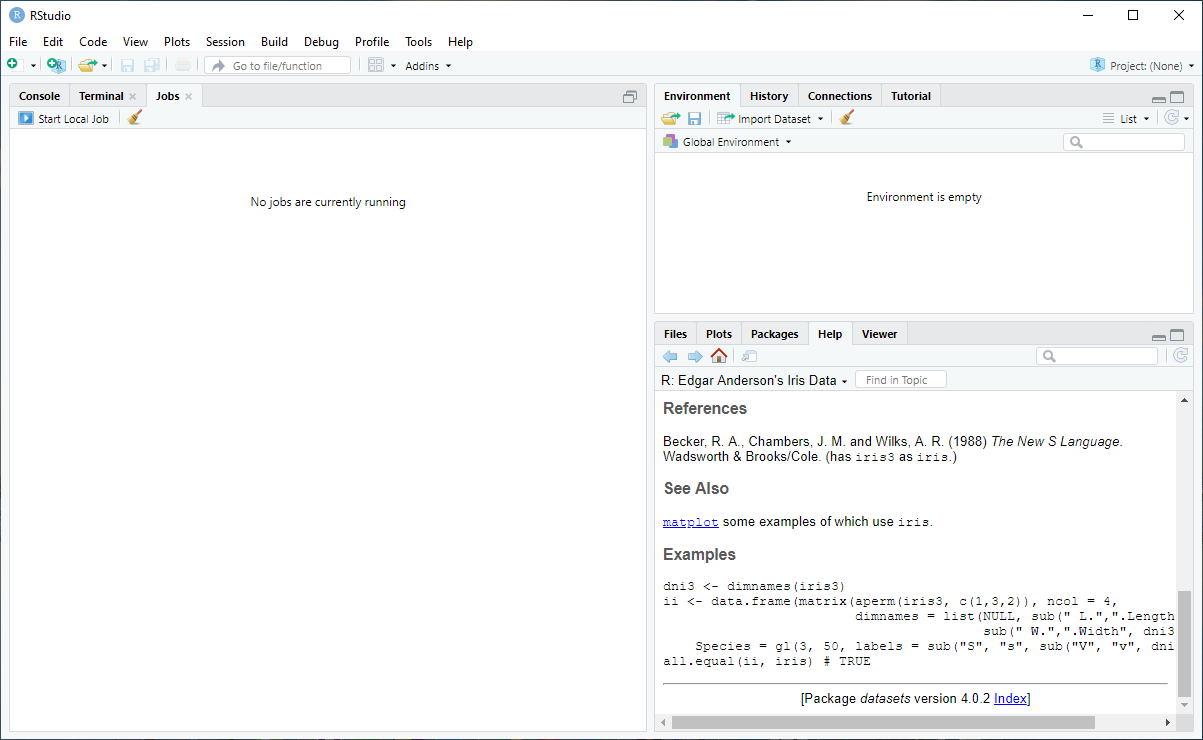 RStudio
File Edit Code View Plots Session Build Debug Profile Tools Help
Go to file/function Addins Project: (None)
Console Terminal Jobs
Start Local Job
No jobs are currently running
Environment History Connections Tutorial
Import Dataset List
Global Environment
Environment is empty
Files Plots Packages Help Viewer
R: Edgar Anderson's Iris Data Find in Topic
References
Becker, R. A., Chambers, J. M. and Wilks, A. R. (1988) The New S Language.
Wadsworth & Brooks/Cole. (has iris3 as iris.)
See Also
matplot some examples of which use iris.
Examples
dni3 <- dimnames(iris3)
ii <- data.frame(matrix(aperm(iris3, c(1,3,2)), ncol = 4,
dimnames = list(NULL, sub(" L.",".Length
sub(" W.",".Width", dni3
Species = gl(3, 50, labels = sub("S", "s", sub("V", "v", dni
all.equal(ii, iris) # TRUE
[Package datasets version 4.0.2 Index]